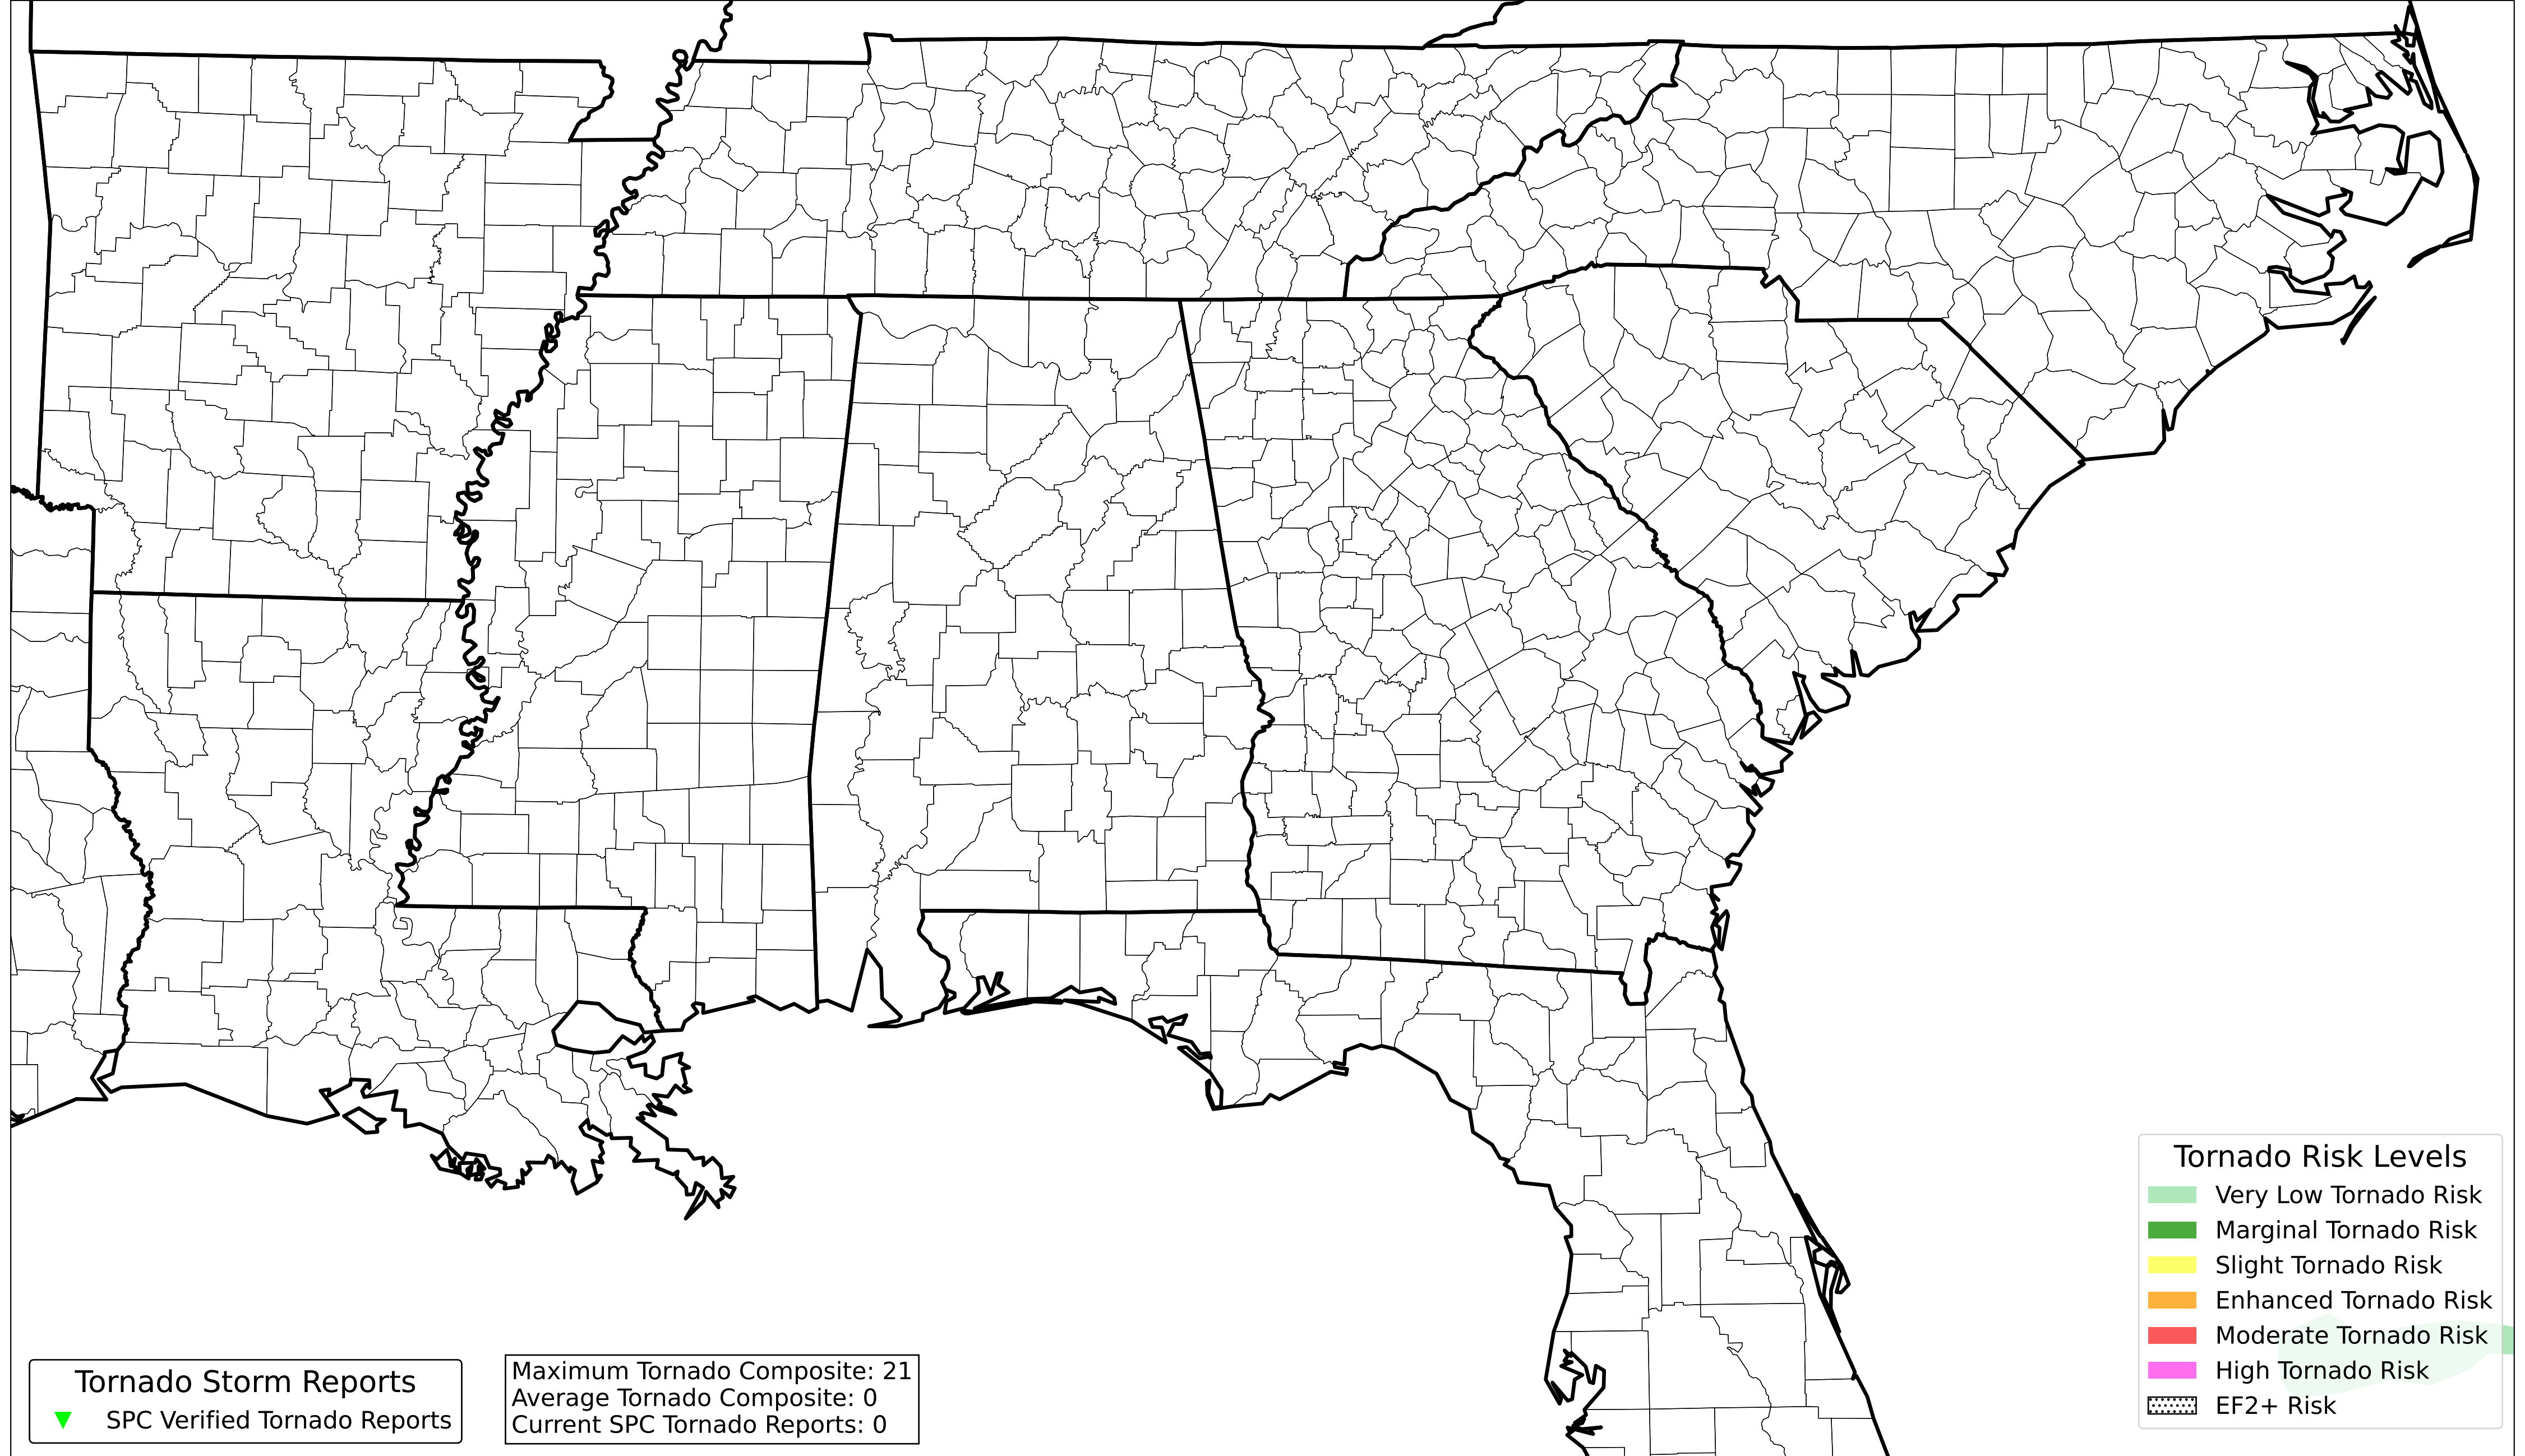 Tornado Risk Levels
Very Low Tornado Risk
Marginal Tornado Risk
Slight Tornado Risk
Enhanced Tornado Risk
Moderate Tornado Risk
High Tornado Risk
EF2+ Risk
Tornado Storm Reports
SPC Verified Tornado Reports
Maximum Tornado Composite: 21
Average Tornado Composite: 0
Current SPC Tornado Reports: 0